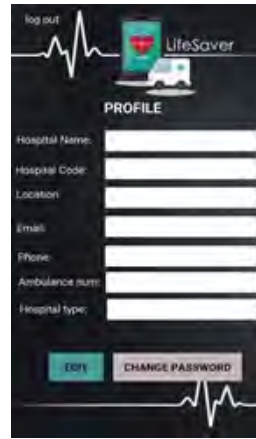 log out
LifeSaver
PROFILE
Hospital Name:
Hospital Code:
Location:
Email:
Phone:
Ambulance num:
Hospital type:
EDIT
CHANGE PASSWORD